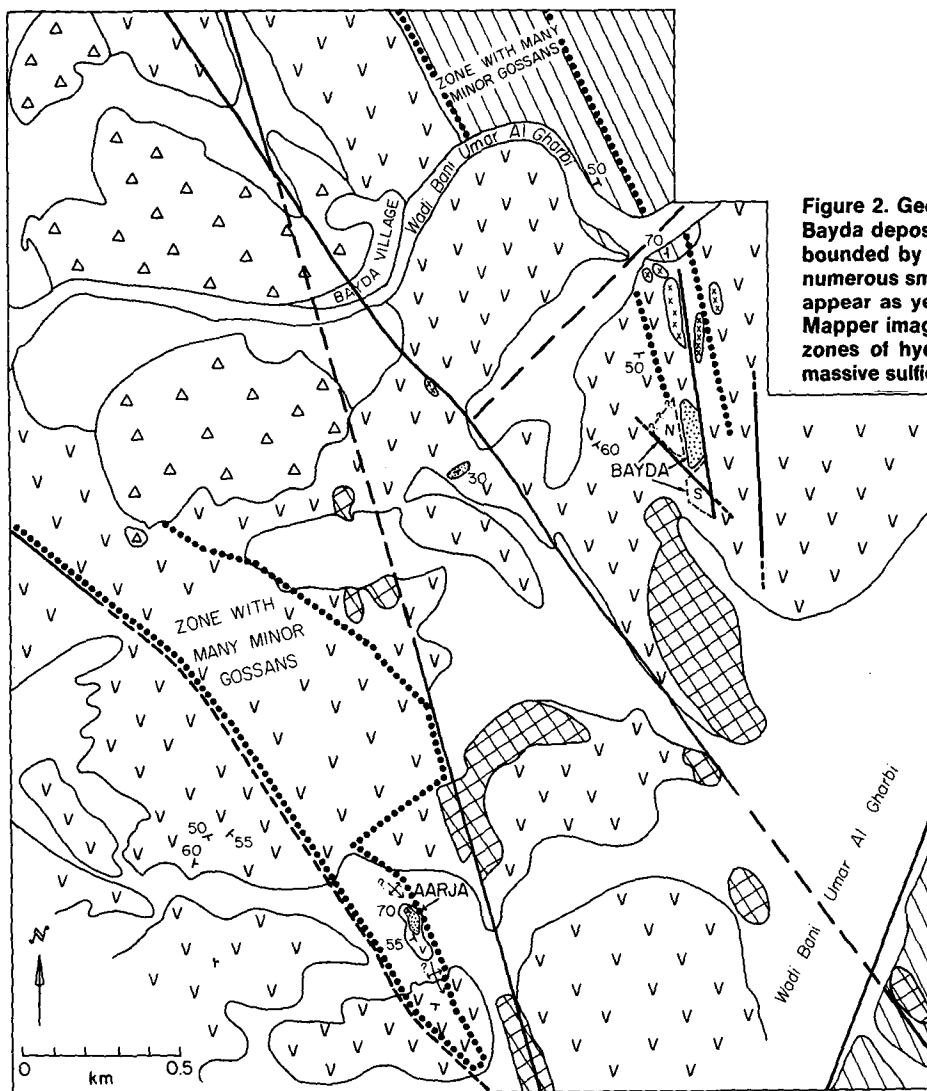 ZONE WITH MANY
MINOR GOSSANS
Wadi Bani Umar Al Gharbi
BAYDA VILLAGE
50
70
Figure 2. Geo
Bayda depos
bounded by
numerous sm
appear as ye
Mapper imag
zones of hyd
massive sulfid
50
60
N
BAYDA
S
30
ZONE WITH
MANY MINOR
GOSSANS
50
55
60
?
AARJA
70
55
?
Wadi Bani Umar Al Gharbi
N
0 0.5
km